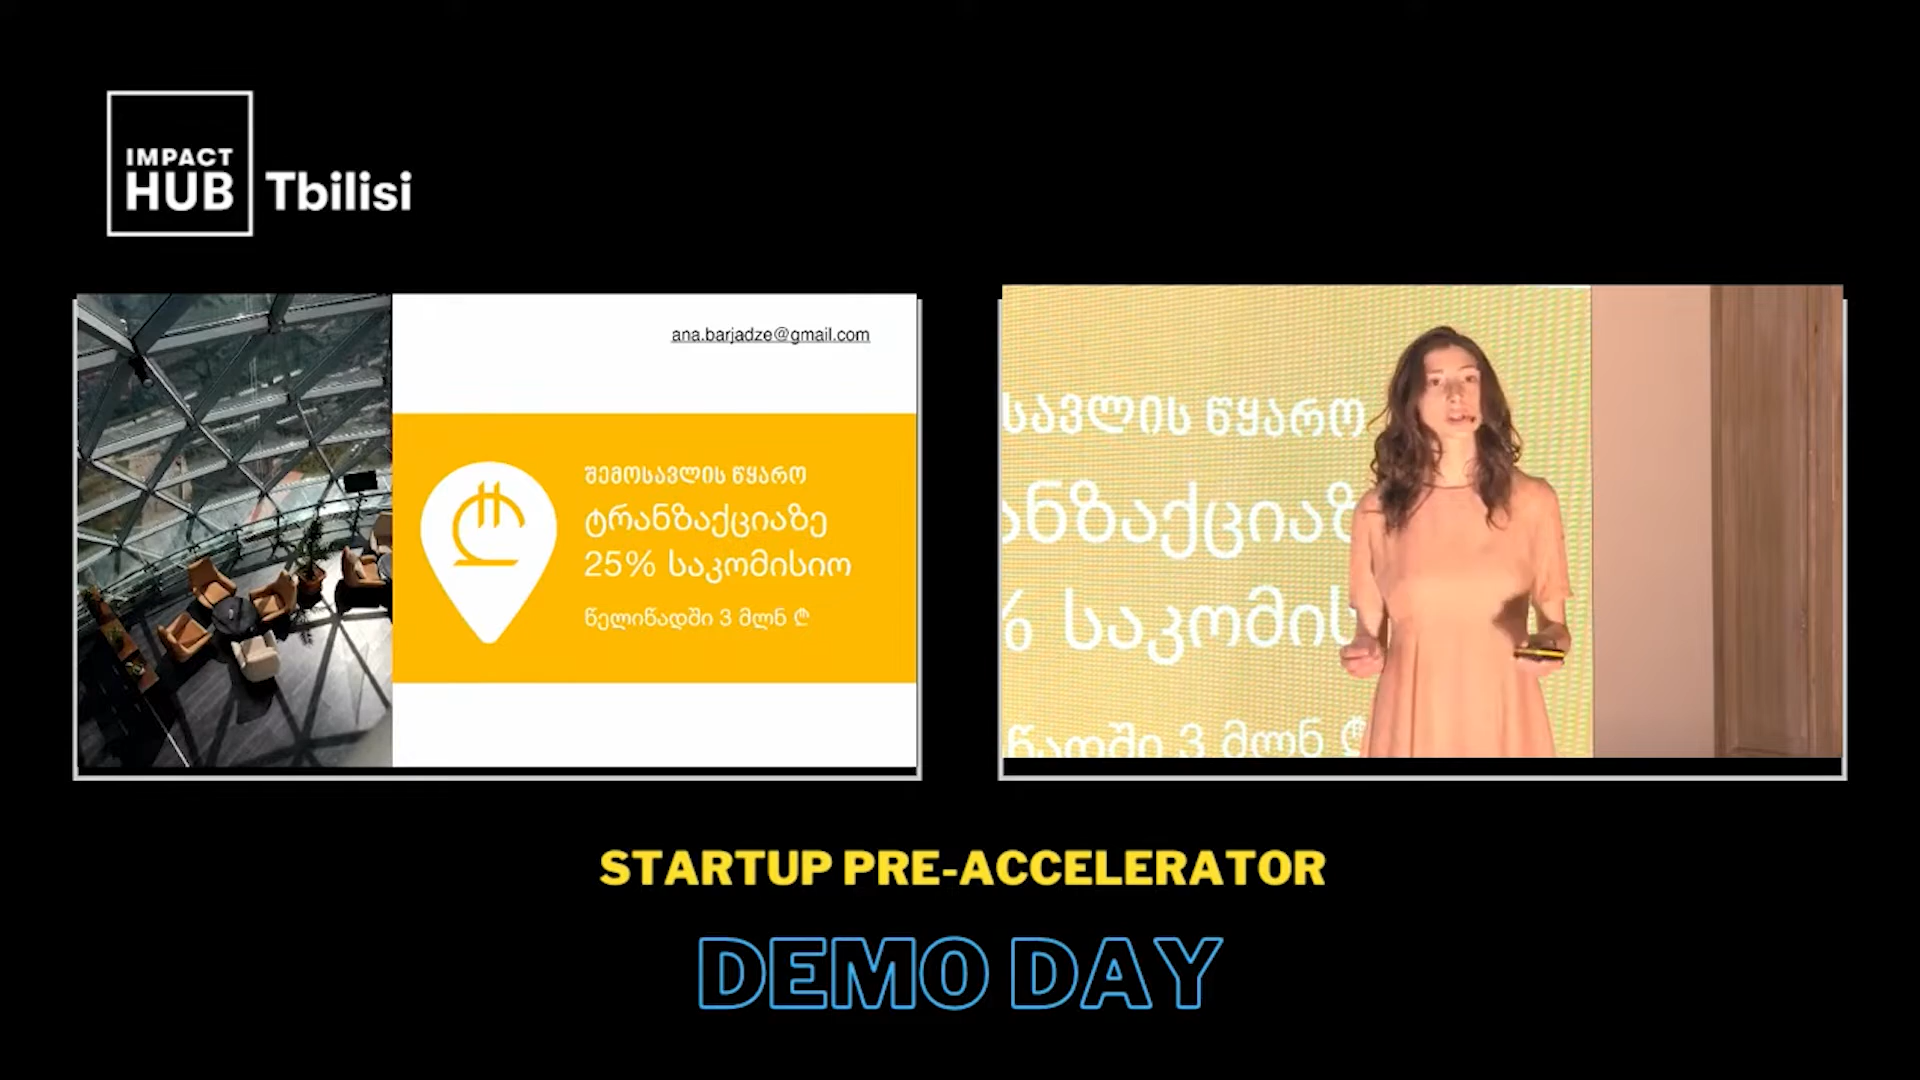 IMPACT
HUB Tbilisi
ana.barjadze@gmail.com
შემოსავლის წყარო
ტრანზაქციაზე
25% საკომისიო
წელიწადში 3 მლნ ₾
სავლის წყარო
ანზაქციაზ
% საკომის
წადში 3 მლნ ₾
STARTUP PRE-ACCELERATOR
DEMO DAY